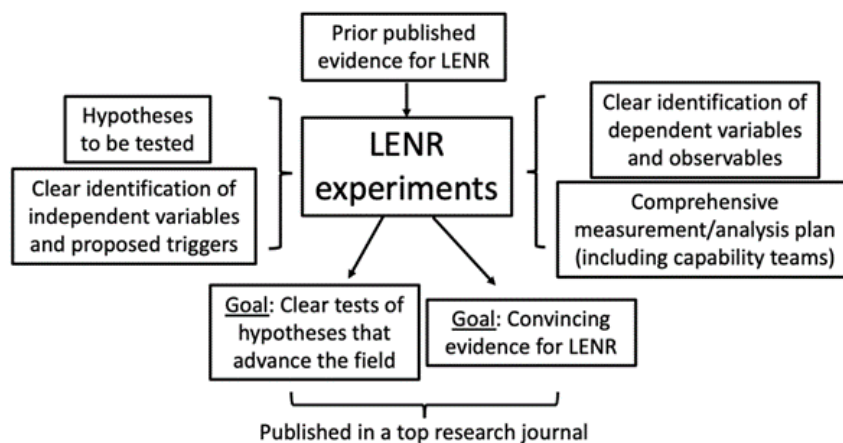 Prior published
evidence for LENR
Hypotheses
to be tested
Clear identification of
independent variables
and proposed triggers
LENR
experiments
Clear identification of
dependent variables
and observables
Comprehensive
measurement/analysis plan
(including capability teams)
Goal: Clear tests of
hypotheses that
advance the field
Goal: Convincing
evidence for LENR
Published in a top research journal